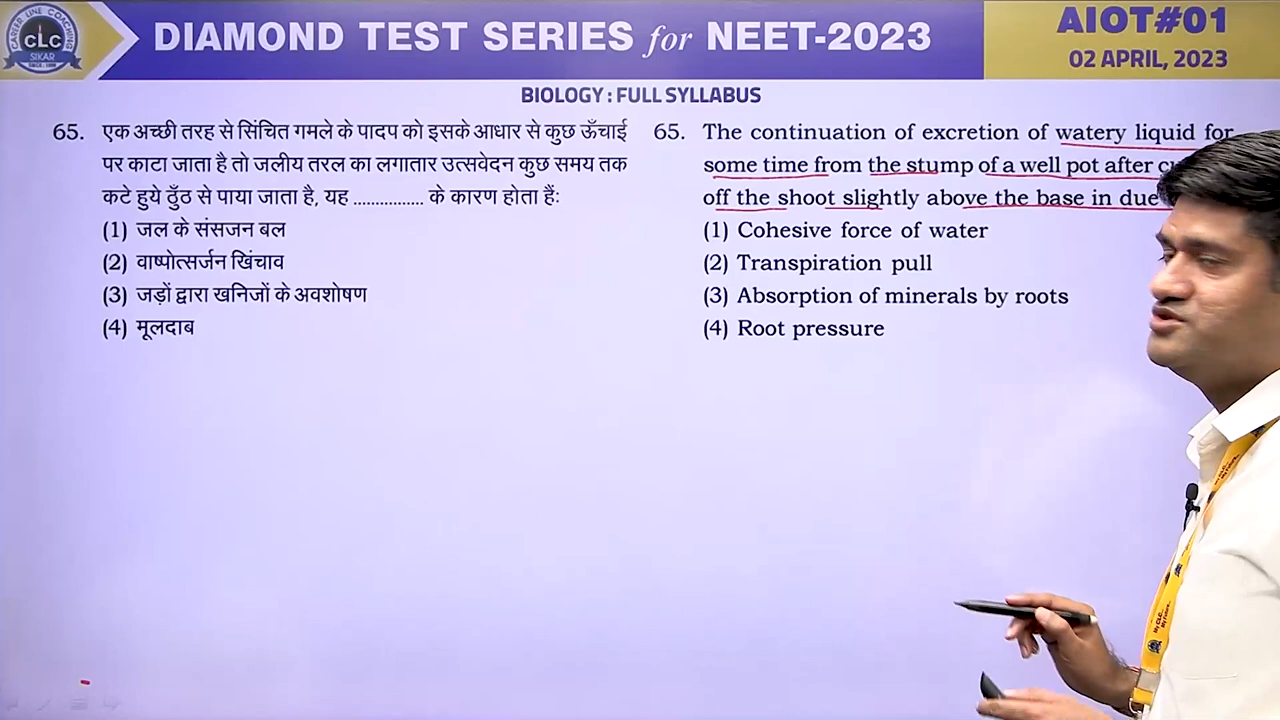 CAREER LINE COACHING
CLC
SIKAR
DIAMOND TEST SERIES for NEET-2023
AIOT#01
02 APRIL, 2023
BIOLOGY : FULL SYLLABUS
65. एक अच्छी तरह से सिंचित गमले के पादप को इसके आधार से कुछ ऊँचाई
पर काटा जाता है तो जलीय तरल का लगातार उत्सवेदन कुछ समय तक
कटे हुये ठुँठ से पाया जाता है, यह ................ के कारण होता हैंः
(1) जल के संसजन बल
(2) वाष्पोत्सर्जन खिंचाव
(3) जड़ों द्वारा खनिजों के अवशोषण
(4) मूलदाब
65. The continuation of excretion of watery liquid for
some time from the stump of a well pot after
off the shoot slightly above the base in due
(1) Cohesive force of water
(2) Transpiration pull
(3) Absorption of minerals by roots
(4) Root pressure